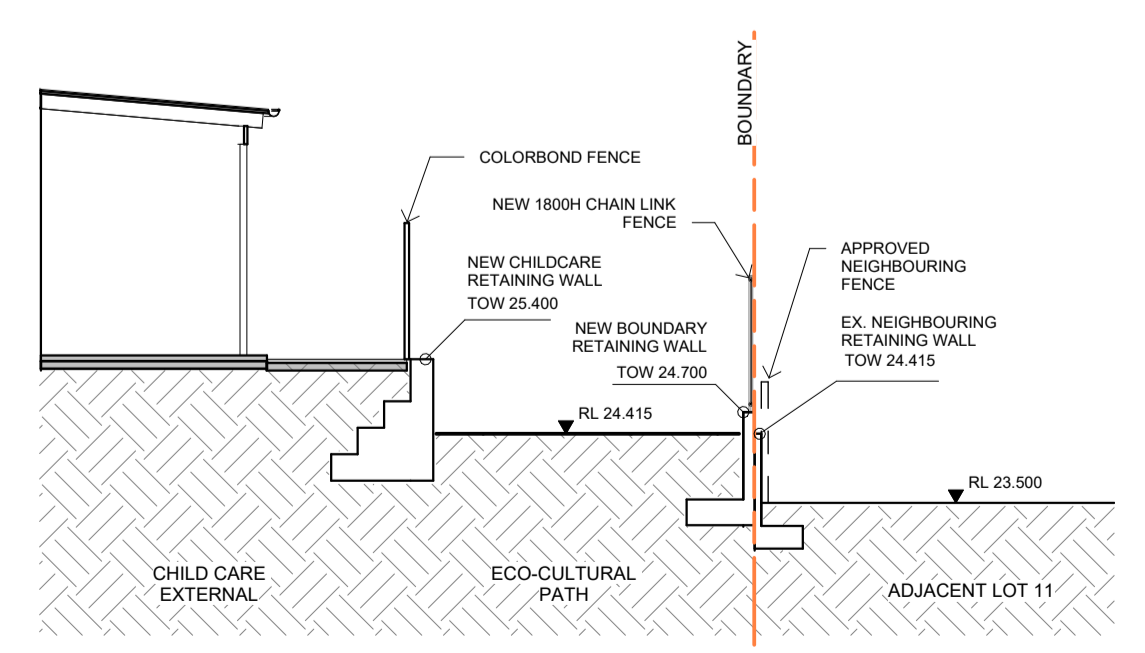 BOUNDARY
COLORBOND FENCE
NEW 1800H CHAIN LINK
FENCE
APPROVED
NEIGHBOURING
FENCE
NEW CHILDCARE
RETAINING WALL
TOW 25.400
NEW BOUNDARY
RETAINING WALL
TOW 24.700
EX. NEIGHBOURING
RETAINING WALL
TOW 24.415
RL 24.415
RL 23.500
CHILD CARE
EXTERNAL
ECO-CULTURAL
PATH
ADJACENT LOT 11